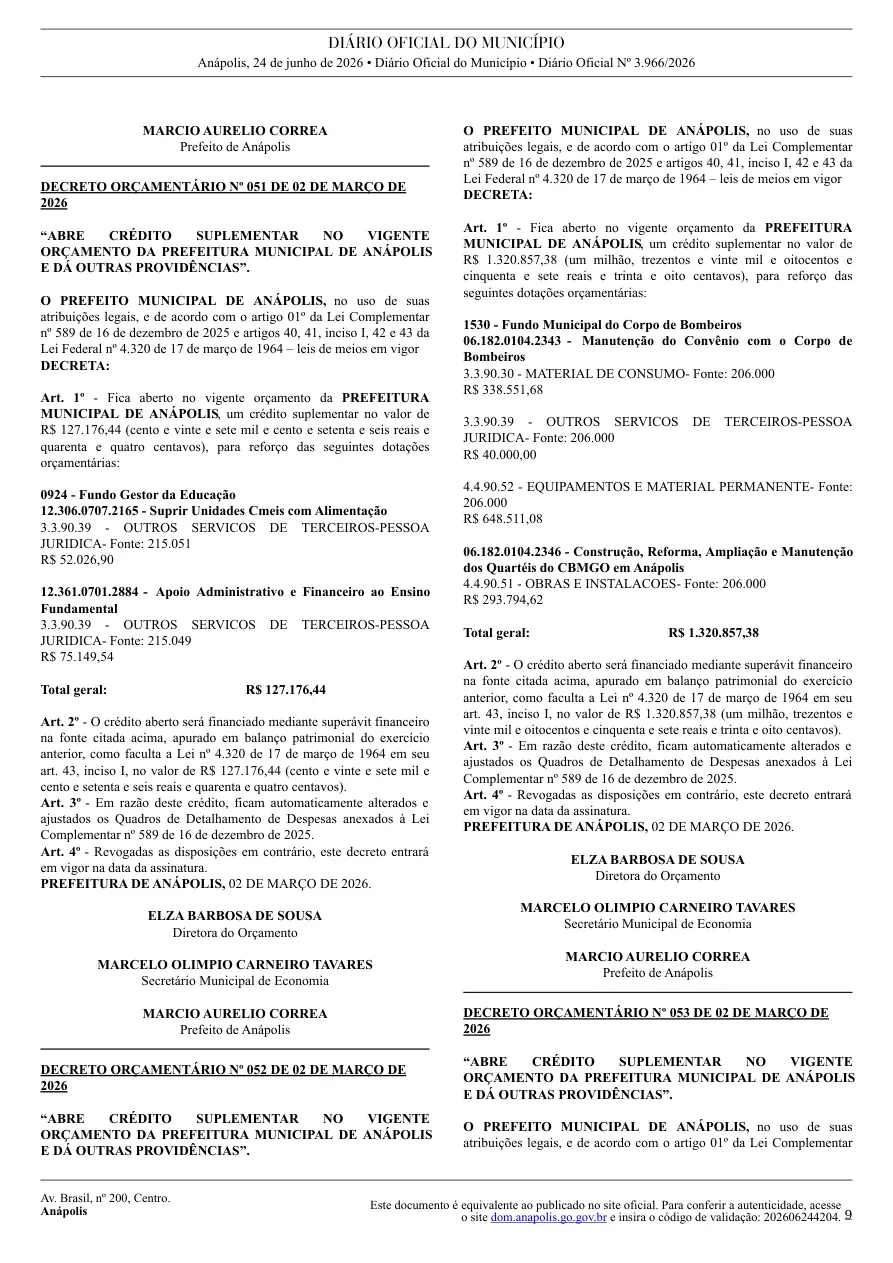 DIÁRIO OFICIAL DO MUNICÍPIO
Anápolis, 24 de junho de 2026 • Diário Oficial do Município • Diário Oficial Nº 3.966/2026
MARCIO AURELIO CORREA
Prefeito de Anápolis
DECRETO ORÇAMENTÁRIO Nº 051 DE 02 DE MARÇO DE
2026
“ABRE CRÉDITO SUPLEMENTAR NO VIGENTE
ORÇAMENTO DA PREFEITURA MUNICIPAL DE ANÁPOLIS
E DÁ OUTRAS PROVIDÊNCIAS”.
O PREFEITO MUNICIPAL DE ANÁPOLIS, no uso de suas
atribuições legais, e de acordo com o artigo 01º da Lei Complementar
nº 589 de 16 de dezembro de 2025 e artigos 40, 41, inciso I, 42 e 43 da
Lei Federal nº 4.320 de 17 de março de 1964 – leis de meios em vigor
DECRETA:
Art. 1º - Fica aberto no vigente orçamento da PREFEITURA
MUNICIPAL DE ANÁPOLIS, um crédito suplementar no valor de
R$ 127.176,44 (cento e vinte e sete mil e cento e setenta e seis reais e
quarenta e quatro centavos), para reforço das seguintes dotações
orçamentárias:
0924 - Fundo Gestor da Educação
12.306.0707.2165 - Suprir Unidades Cmeis com Alimentação
3.3.90.39 - OUTROS SERVICOS DE TERCEIROS-PESSOA
JURIDICA- Fonte: 215.051
R$ 52.026,90
12.361.0701.2884 - Apoio Administrativo e Financeiro ao Ensino
Fundamental
3.3.90.39 - OUTROS SERVICOS DE TERCEIROS-PESSOA
JURIDICA- Fonte: 215.049
R$ 75.149,54
Total geral: R$ 127.176,44
Art. 2º - O crédito aberto será financiado mediante superávit financeiro
na fonte citada acima, apurado em balanço patrimonial do exercício
anterior, como faculta a Lei nº 4.320 de 17 de março de 1964 em seu
art. 43, inciso I, no valor de R$ 127.176,44 (cento e vinte e sete mil e
cento e setenta e seis reais e quarenta e quatro centavos).
Art. 3º - Em razão deste crédito, ficam automaticamente alterados e
ajustados os Quadros de Detalhamento de Despesas anexados à Lei
Complementar nº 589 de 16 de dezembro de 2025.
Art. 4º - Revogadas as disposições em contrário, este decreto entrará
em vigor na data da assinatura.
PREFEITURA DE ANÁPOLIS, 02 DE MARÇO DE 2026.
ELZA BARBOSA DE SOUSA
Diretora do Orçamento
MARCELO OLIMPIO CARNEIRO TAVARES
Secretário Municipal de Economia
MARCIO AURELIO CORREA
Prefeito de Anápolis
DECRETO ORÇAMENTÁRIO Nº 052 DE 02 DE MARÇO DE
2026
“ABRE CRÉDITO SUPLEMENTAR NO VIGENTE
ORÇAMENTO DA PREFEITURA MUNICIPAL DE ANÁPOLIS
E DÁ OUTRAS PROVIDÊNCIAS”.
O PREFEITO MUNICIPAL DE ANÁPOLIS, no uso de suas
atribuições legais, e de acordo com o artigo 01º da Lei Complementar
nº 589 de 16 de dezembro de 2025 e artigos 40, 41, inciso I, 42 e 43 da
Lei Federal nº 4.320 de 17 de março de 1964 – leis de meios em vigor
DECRETA:
Art. 1º - Fica aberto no vigente orçamento da PREFEITURA
MUNICIPAL DE ANÁPOLIS, um crédito suplementar no valor de
R$ 1.320.857,38 (um milhão, trezentos e vinte mil e oitocentos e
cinquenta e sete reais e trinta e oito centavos), para reforço das
seguintes dotações orçamentárias:
1530 - Fundo Municipal do Corpo de Bombeiros
06.182.0104.2343 - Manutenção do Convênio com o Corpo de
Bombeiros
3.3.90.30 - MATERIAL DE CONSUMO- Fonte: 206.000
R$ 338.551,68
3.3.90.39 - OUTROS SERVICOS DE TERCEIROS-PESSOA
JURIDICA- Fonte: 206.000
R$ 40.000,00
4.4.90.52 - EQUIPAMENTOS E MATERIAL PERMANENTE- Fonte:
206.000
R$ 648.511,08
06.182.0104.2346 - Construção, Reforma, Ampliação e Manutenção
dos Quartéis do CBMGO em Anápolis
4.4.90.51 - OBRAS E INSTALACOES- Fonte: 206.000
R$ 293.794,62
Total geral: R$ 1.320.857,38
Art. 2º - O crédito aberto será financiado mediante superávit financeiro
na fonte citada acima, apurado em balanço patrimonial do exercício
anterior, como faculta a Lei nº 4.320 de 17 de março de 1964 em seu
art. 43, inciso I, no valor de R$ 1.320.857,38 (um milhão, trezentos e
vinte mil e oitocentos e cinquenta e sete reais e trinta e oito centavos).
Art. 3º - Em razão deste crédito, ficam automaticamente alterados e
ajustados os Quadros de Detalhamento de Despesas anexados à Lei
Complementar nº 589 de 16 de dezembro de 2025.
Art. 4º - Revogadas as disposições em contrário, este decreto entrará
em vigor na data da assinatura.
PREFEITURA DE ANÁPOLIS, 02 DE MARÇO DE 2026.
ELZA BARBOSA DE SOUSA
Diretora do Orçamento
MARCELO OLIMPIO CARNEIRO TAVARES
Secretário Municipal de Economia
MARCIO AURELIO CORREA
Prefeito de Anápolis
DECRETO ORÇAMENTÁRIO Nº 053 DE 02 DE MARÇO DE
2026
“ABRE CRÉDITO SUPLEMENTAR NO VIGENTE
ORÇAMENTO DA PREFEITURA MUNICIPAL DE ANÁPOLIS
E DÁ OUTRAS PROVIDÊNCIAS”.
O PREFEITO MUNICIPAL DE ANÁPOLIS, no uso de suas
atribuições legais, e de acordo com o artigo 01º da Lei Complementar
Av. Brasil, nº 200, Centro.
Anápolis
Este documento é equivalente ao publicado no site oficial. Para conferir a autenticidade, acesse
o site dom.anapolis.go.gov.br e insira o código de validação: 202606244204. 9